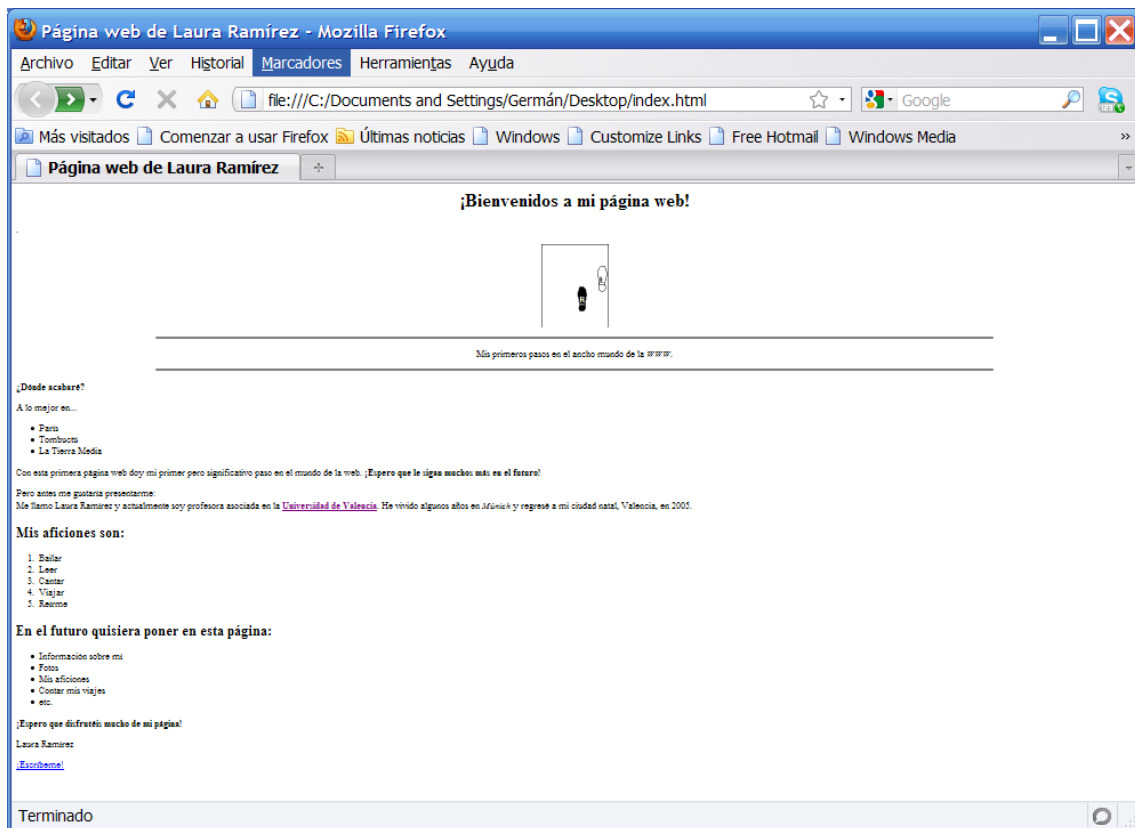 Página web de Laura Ramírez - Mozilla Firefox
Archivo Editar Ver Historial Marcadores Herramientas Ayuda
file:///C:/Documents and Settings/Germán/Desktop/index.html Google
Más visitados Comenzar a usar Firefox Últimas noticias Windows Customize Links Free Hotmail Windows Media »
Página web de Laura Ramírez
¡Bienvenidos a mi página web!
.
R
Mis primeros pasos en el ancho mundo de la WWW.
¿Dónde acabaré?
A lo mejor en...
• París
• Tombuctú
• La Tierra Media
Con esta primera página web doy mi primer pero significativo paso en el mundo de la web. ¡Espero que le sigan muchos más en el futuro!
Pero antes me gustaría presentarme:
Me llamo Laura Ramírez y actualmente soy profesora asociada en la Universidad de Valencia. He vivido algunos años en Múnich y regresé a mi ciudad natal, Valencia, en 2005.
Mis aficiones son:
1. Bailar
2. Leer
3. Cantar
4. Viajar
5. Reírme
En el futuro quisiera poner en esta página:
• Información sobre mí
• Fotos
• Mis aficiones
• Contar mis viajes
• etc.
¡Espero que disfrutéis mucho de mi página!
Laura Ramírez
¡Escríbeme!
Terminado